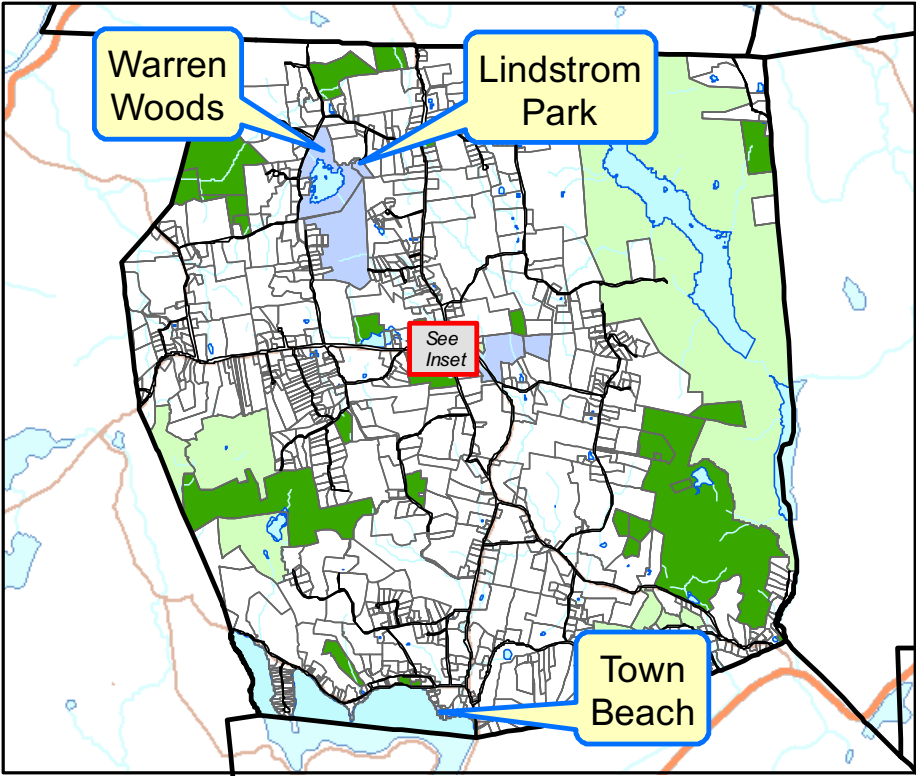 Warren
Woods
Lindstrom
Park
See
Inset
Town
Beach